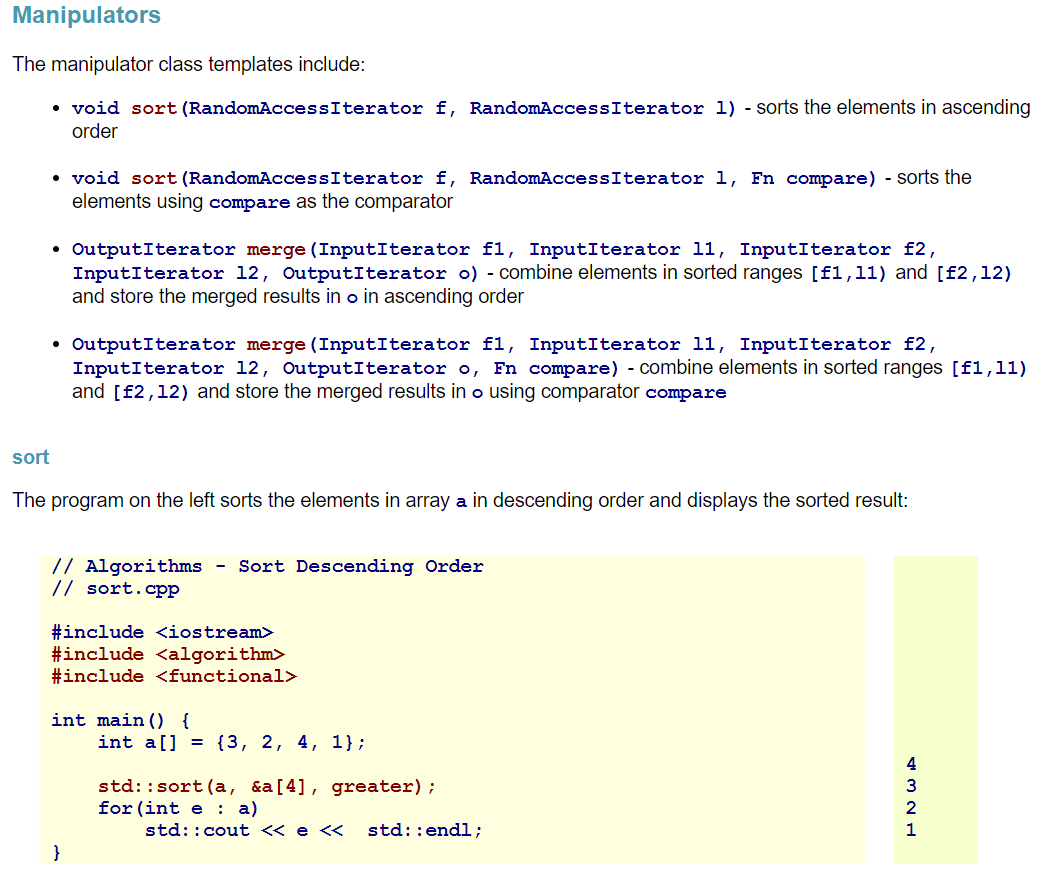 Manipulators
The manipulator class templates include:
• void sort(RandomAccessIterator f, RandomAccessIterator l) - sorts the elements in ascending
order
• void sort(RandomAccessIterator f, RandomAccessIterator l, Fn compare) - sorts the
elements using compare as the comparator
• OutputIterator merge(InputIterator f1, InputIterator l1, InputIterator f2,
InputIterator l2, OutputIterator o) - combine elements in sorted ranges [f1,l1) and [f2,l2)
and store the merged results in o in ascending order
• OutputIterator merge(InputIterator f1, InputIterator l1, InputIterator f2,
InputIterator l2, OutputIterator o, Fn compare) - combine elements in sorted ranges [f1,l1)
and [f2,l2) and store the merged results in o using comparator compare
sort
The program on the left sorts the elements in array a in descending order and displays the sorted result:
// Algorithms - Sort Descending Order
// sort.cpp
#include <iostream>
#include <algorithm>
#include <functional>
int main() {
    int a[] = {3, 2, 4, 1};
    std::sort(a, &a[4], greater);
    for(int e : a)
        std::cout << e <<  std::endl;
}
4
3
2
1